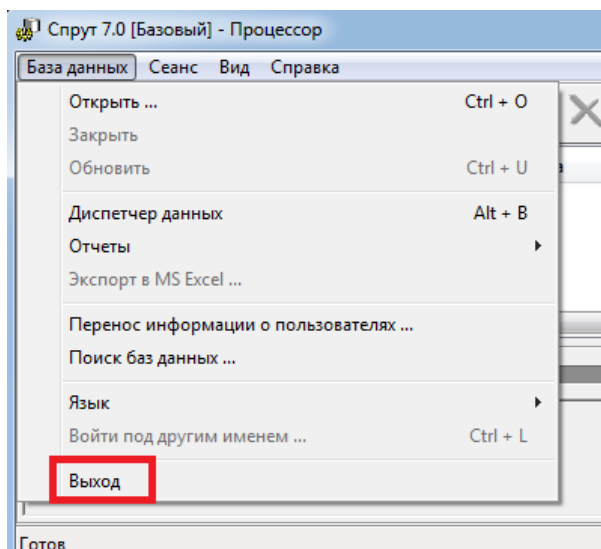 Спрут 7.0 [Базовый] - Процессор
База данных Сеанс Вид Справка
Открыть ... Ctrl + O
Закрыть
Обновить Ctrl + U
Диспетчер данных Alt + B
Отчеты
Экспорт в MS Excel ...
Перенос информации о пользователях ...
Поиск баз данных ...
Язык
Войти под другим именем ... Ctrl + L
Выход
Готов